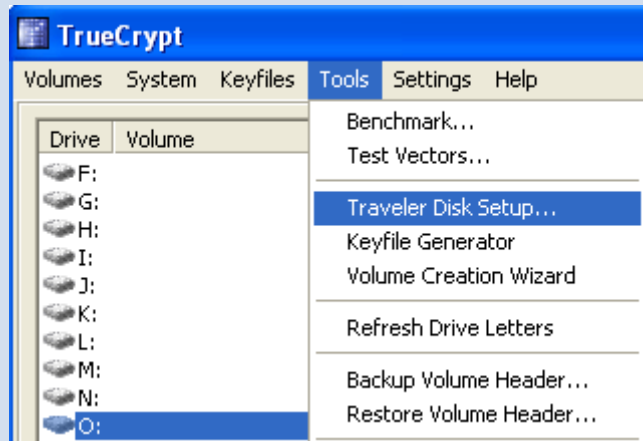 TrueCrypt
Volumes System Keyfiles Tools Settings Help
Drive Volume
F:
G:
H:
I:
J:
K:
L:
M:
N:
O:
Benchmark...
Test Vectors...
Traveler Disk Setup...
Keyfile Generator
Volume Creation Wizard
Refresh Drive Letters
Backup Volume Header...
Restore Volume Header...